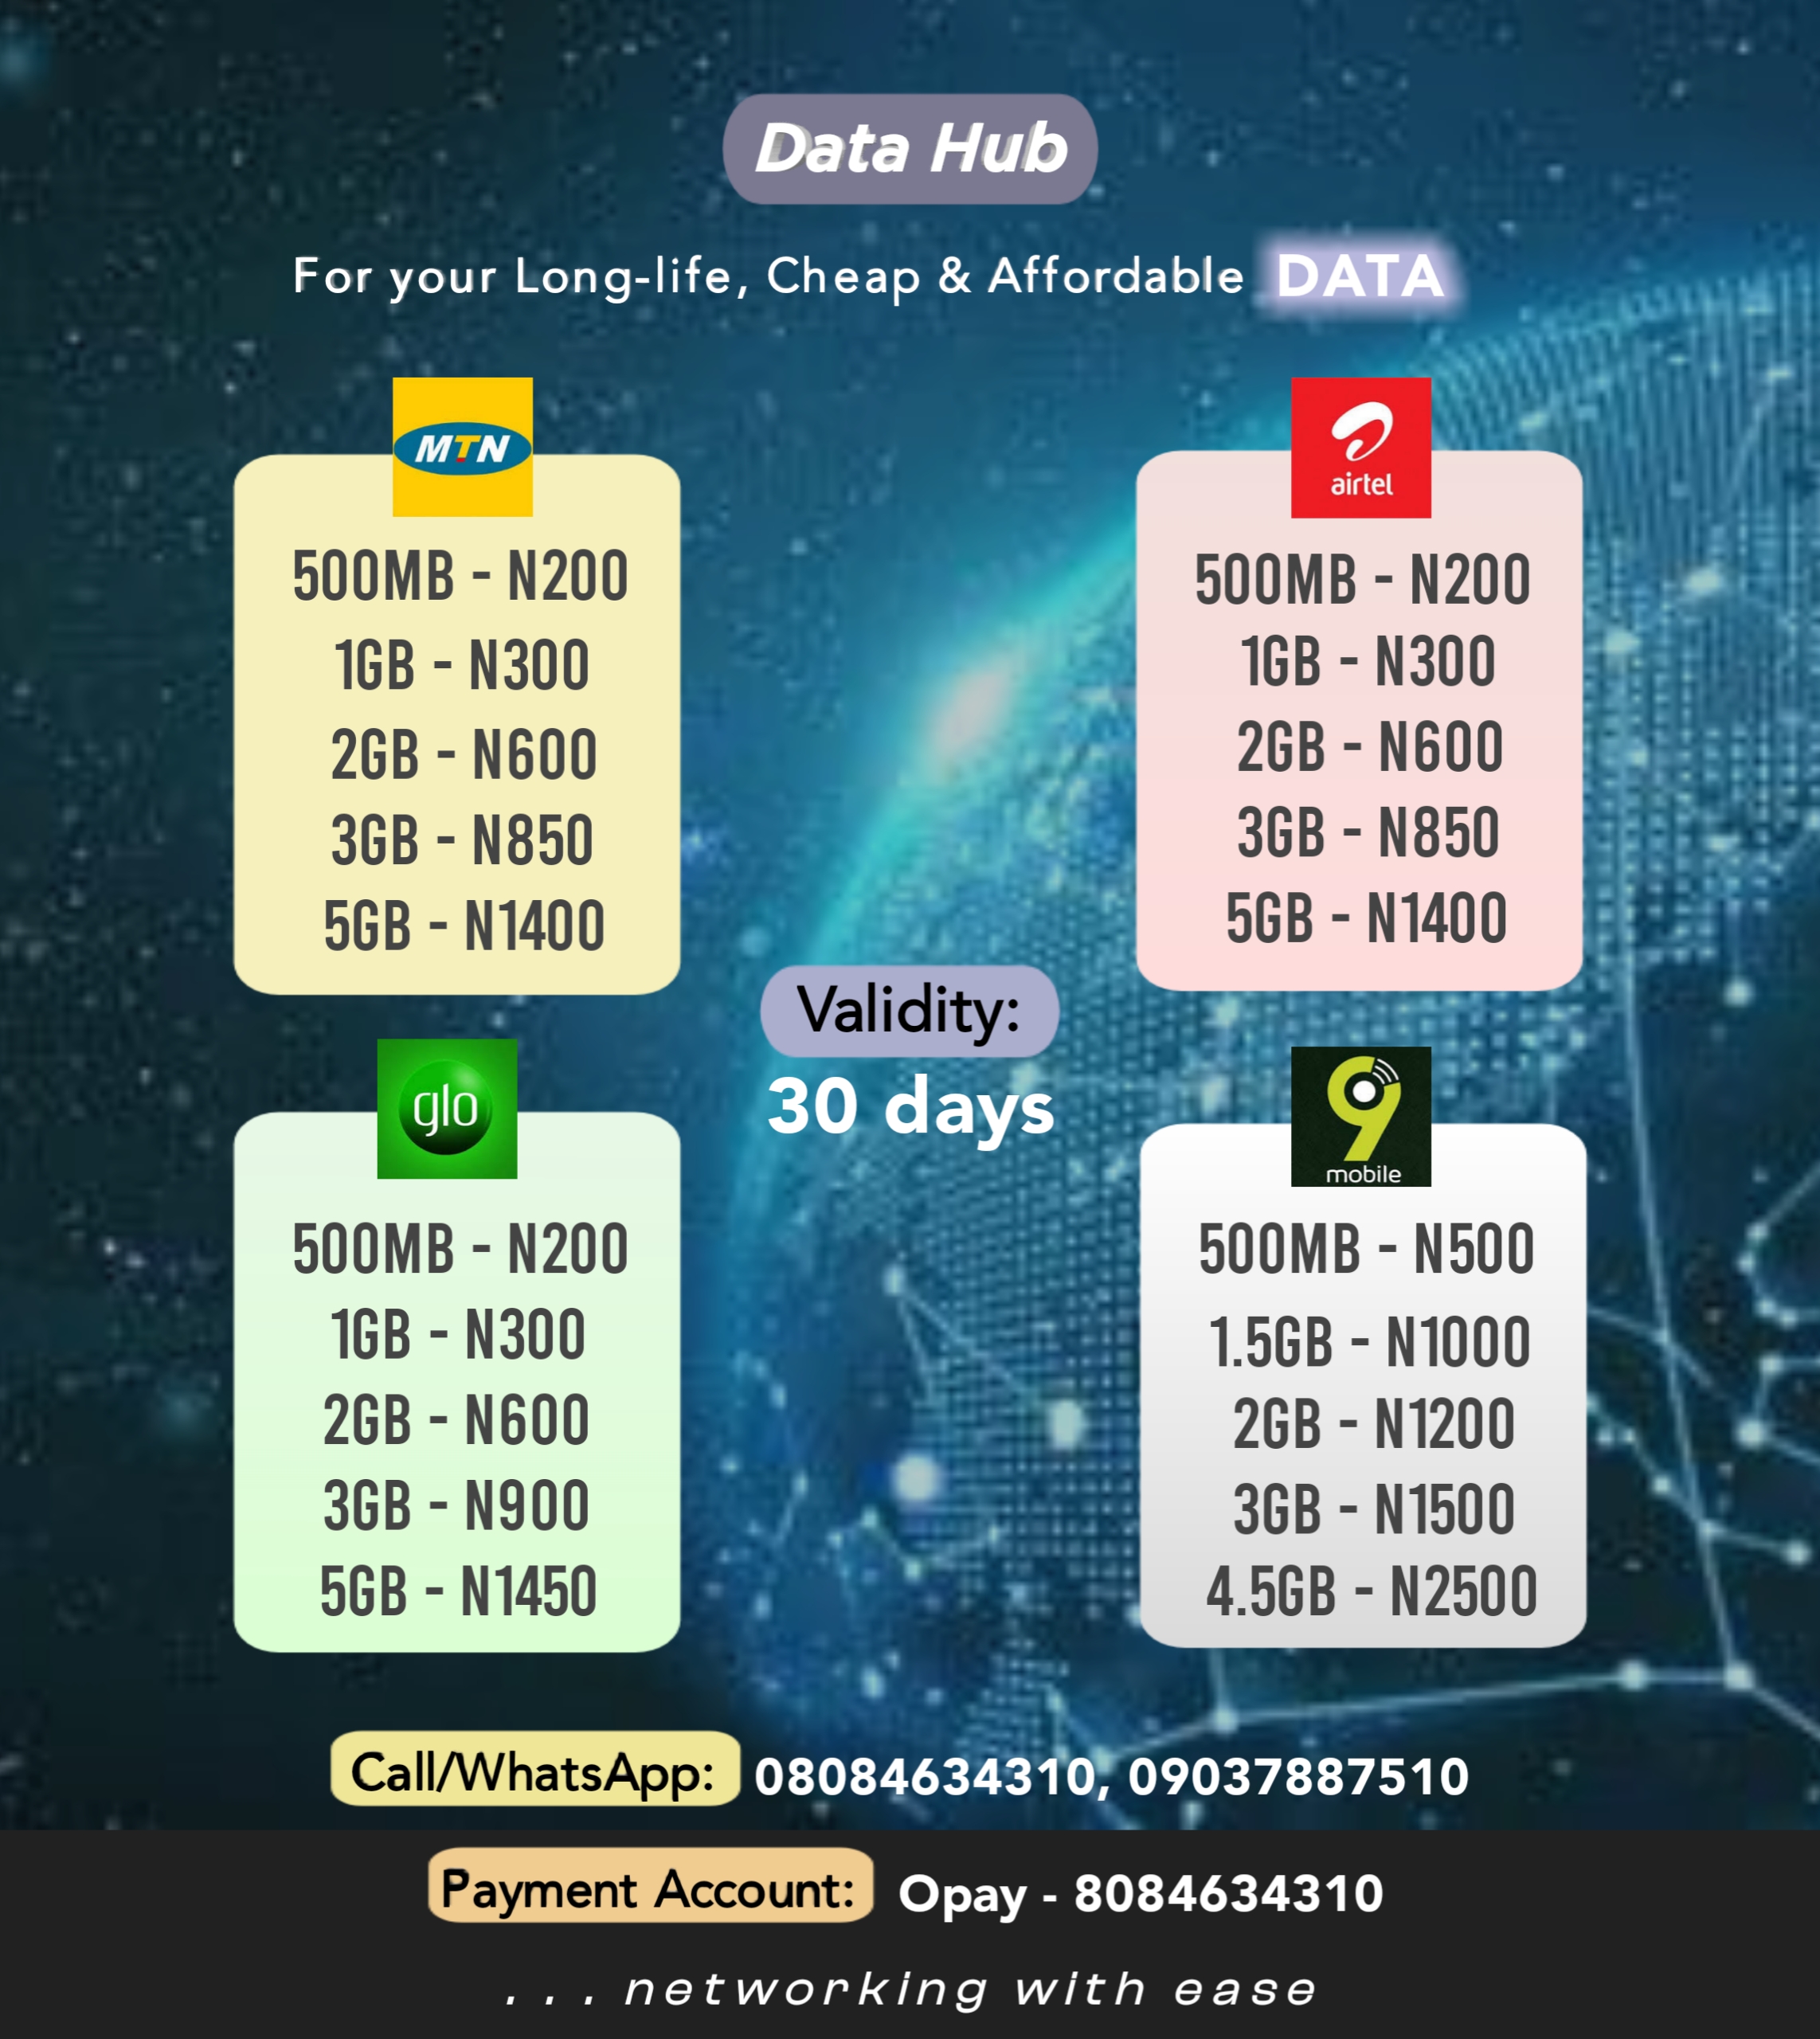 Data Hub
For your Long-life, Cheap & Affordable DATA
MTN
500MB - N200
1GB - N300
2GB - N600
3GB - N850
5GB - N1400
airtel
500MB - N200
1GB - N300
2GB - N600
3GB - N850
5GB - N1400
Validity:
30 days
glo
500MB - N200
1GB - N300
2GB - N600
3GB - N900
5GB - N1450
9
mobile
500MB - N500
1.5GB - N1000
2GB - N1200
3GB - N1500
4.5GB - N2500
Call/WhatsApp: 08084634310, 09037887510
Payment Account: Opay - 8084634310
. . . networking with ease